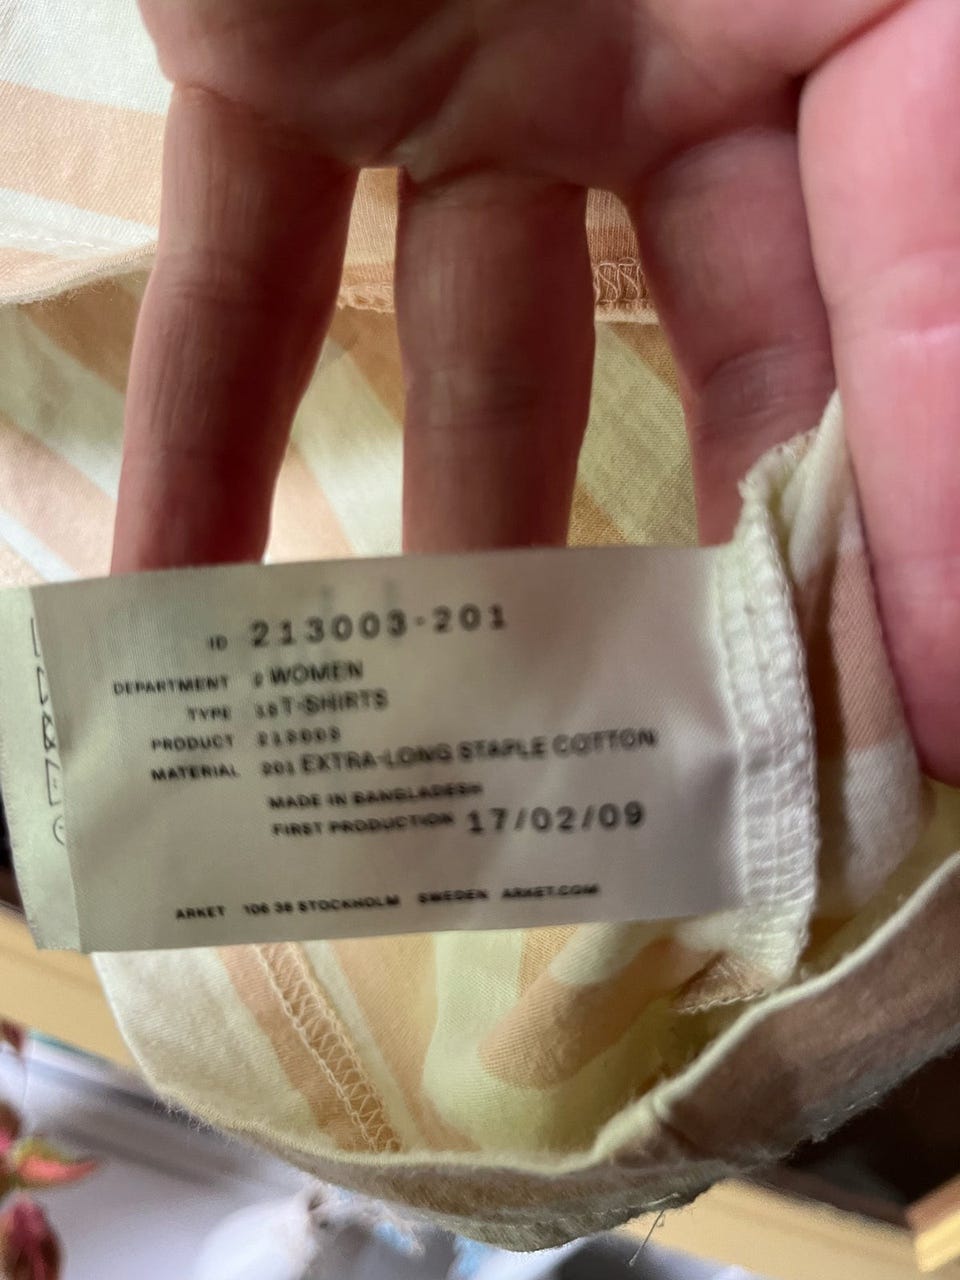 ID 213003-201
DEPARTMENT 2 WOMEN
TYPE T-SHIRTS
PRODUCT 213003
MATERIAL 201 EXTRA-LONG STAPLE COTTON
MADE IN BANGLADESH
FIRST PRODUCTION 17/02/09
ARKET 106 38 STOCKHOLM SWEDEN ARKET.COM